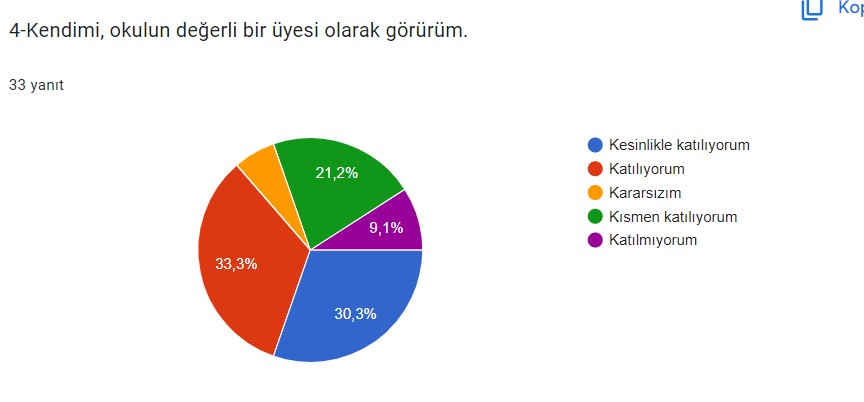 Kop
4-Kendimi, okulun değerli bir üyesi olarak görürüm.
33 yanıt
21,2%
9,1%
33,3%
30,3%
Kesinlikle katılıyorum
Katılıyorum
Kararsızım
Kısmen katılıyorum
Katılmıyorum